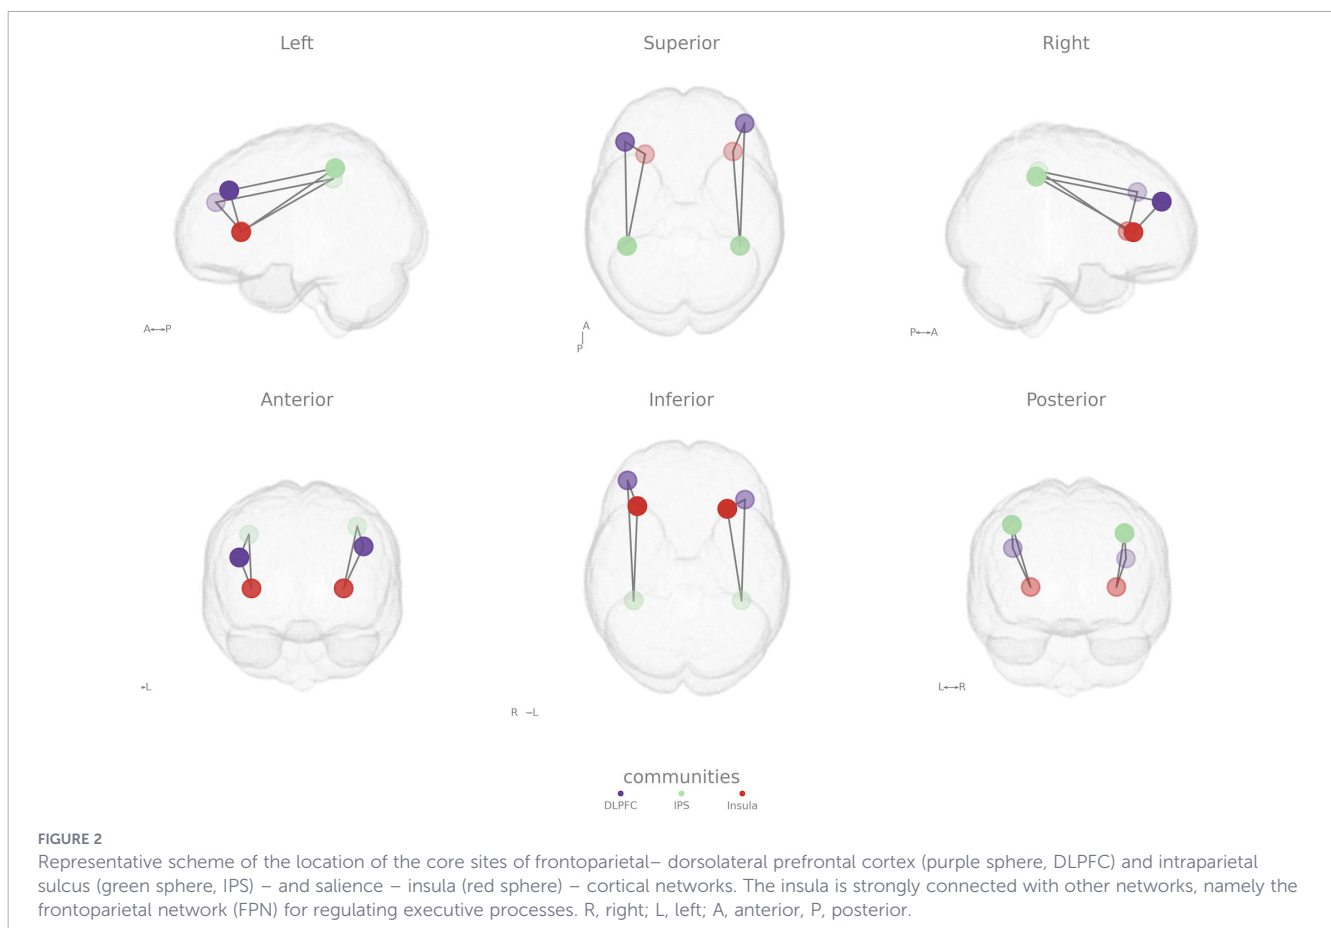 Left Superior Right
A↔P
A
P
P↔A
Anterior Inferior Posterior
L
R –L
L↔R
communities
DLPFC IPS Insula
FIGURE 2
Representative scheme of the location of the core sites of frontoparietal– dorsolateral prefrontal cortex (purple sphere, DLPFC) and intraparietal
sulcus (green sphere, IPS) – and salience – insula (red sphere) – cortical networks. The insula is strongly connected with other networks, namely the
frontoparietal network (FPN) for regulating executive processes. R, right; L, left; A, anterior, P, posterior.